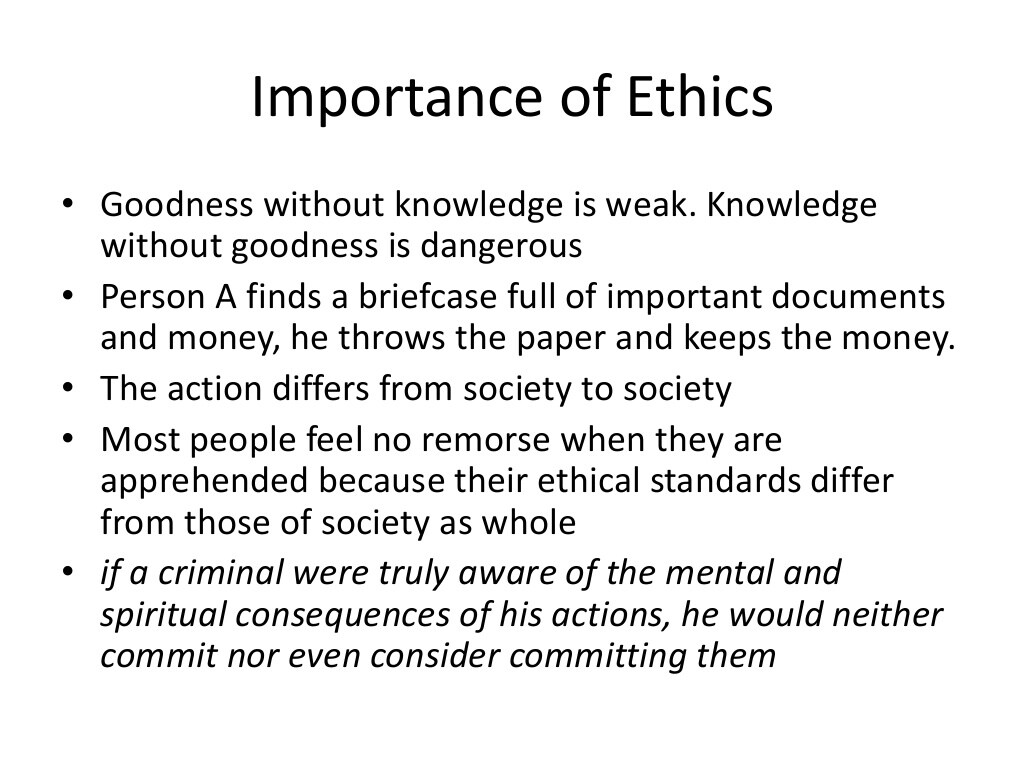 Importance of Ethics
• Goodness without knowledge is weak. Knowledge
without goodness is dangerous
• Person A finds a briefcase full of important documents
and money, he throws the paper and keeps the money.
• The action differs from society to society
• Most people feel no remorse when they are
apprehended because their ethical standards differ
from those of society as whole
• if a criminal were truly aware of the mental and
spiritual consequences of his actions, he would neither
commit nor even consider committing them